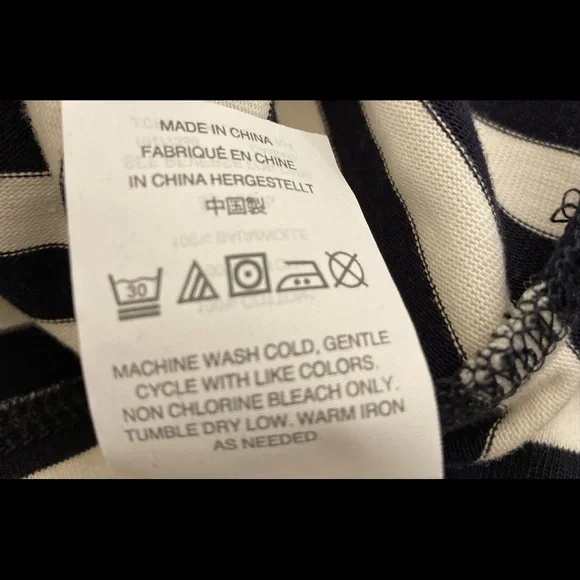 MADE IN CHINA
FABRIQUÉ EN CHINE
IN CHINA HERGESTELLT
中国製
30
MACHINE WASH COLD, GENTLE
CYCLE WITH LIKE COLORS.
NON CHLORINE BLEACH ONLY.
TUMBLE DRY LOW. WARM IRON
AS NEEDED